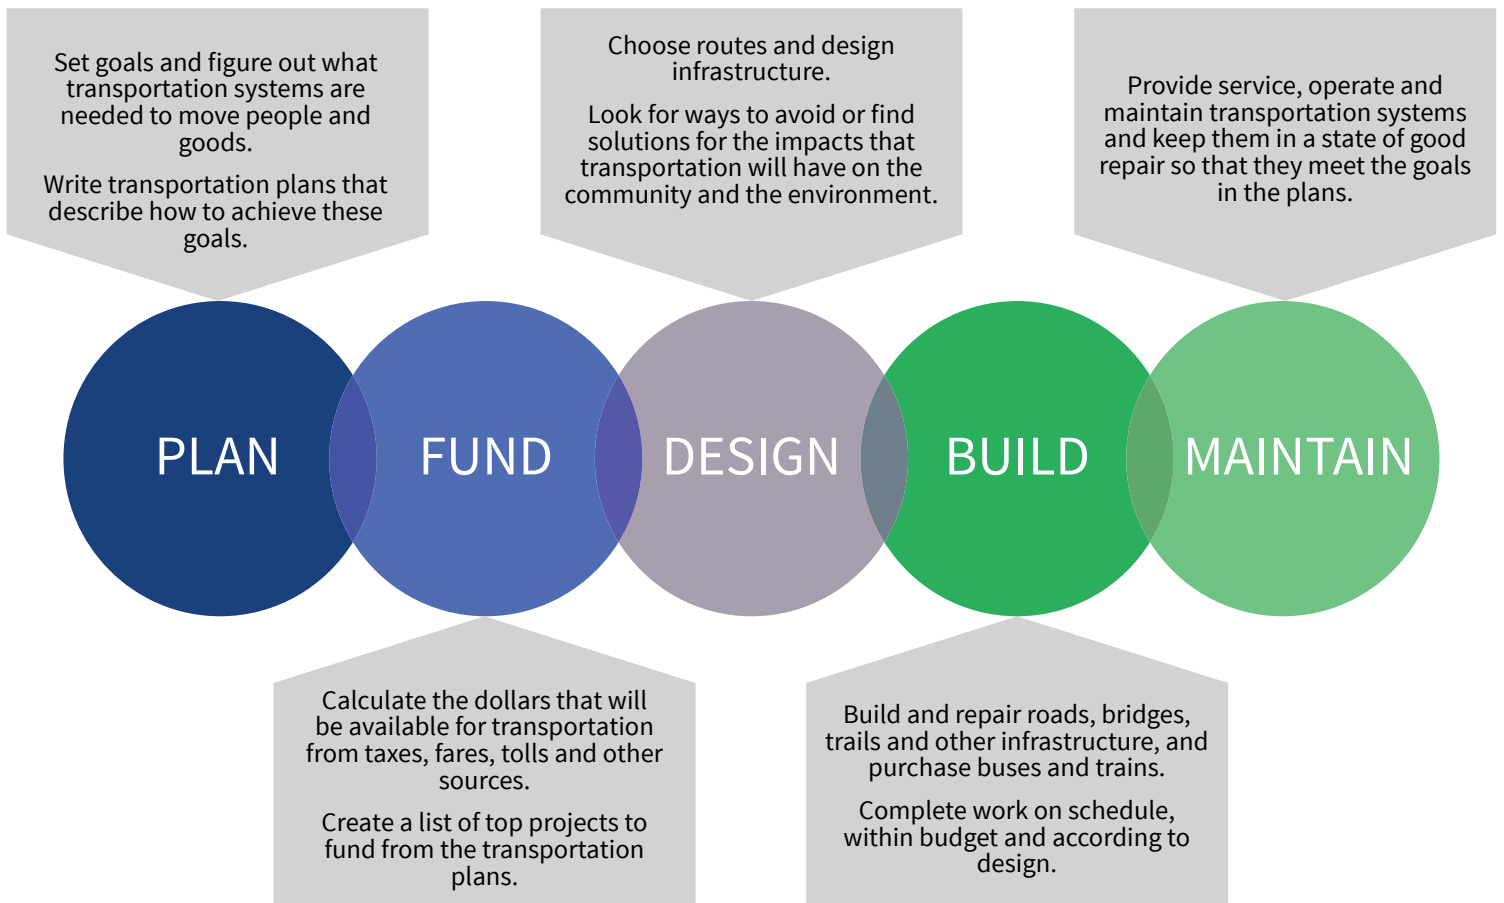 Set goals and figure out what
transportation systems are
needed to move people and
goods.
Write transportation plans that
describe how to achieve these
goals.
Choose routes and design
infrastructure.
Look for ways to avoid or find
solutions for the impacts that
transportation will have on the
community and the environment.
Provide service, operate and
maintain transportation systems
and keep them in a state of good
repair so that they meet the goals
in the plans.
PLAN
FUND
DESIGN
BUILD
MAINTAIN
Calculate the dollars that will
be available for transportation
from taxes, fares, tolls and other
sources.
Create a list of top projects to
fund from the transportation
plans.
Build and repair roads, bridges,
trails and other infrastructure, and
purchase buses and trains.
Complete work on schedule,
within budget and according to
design.